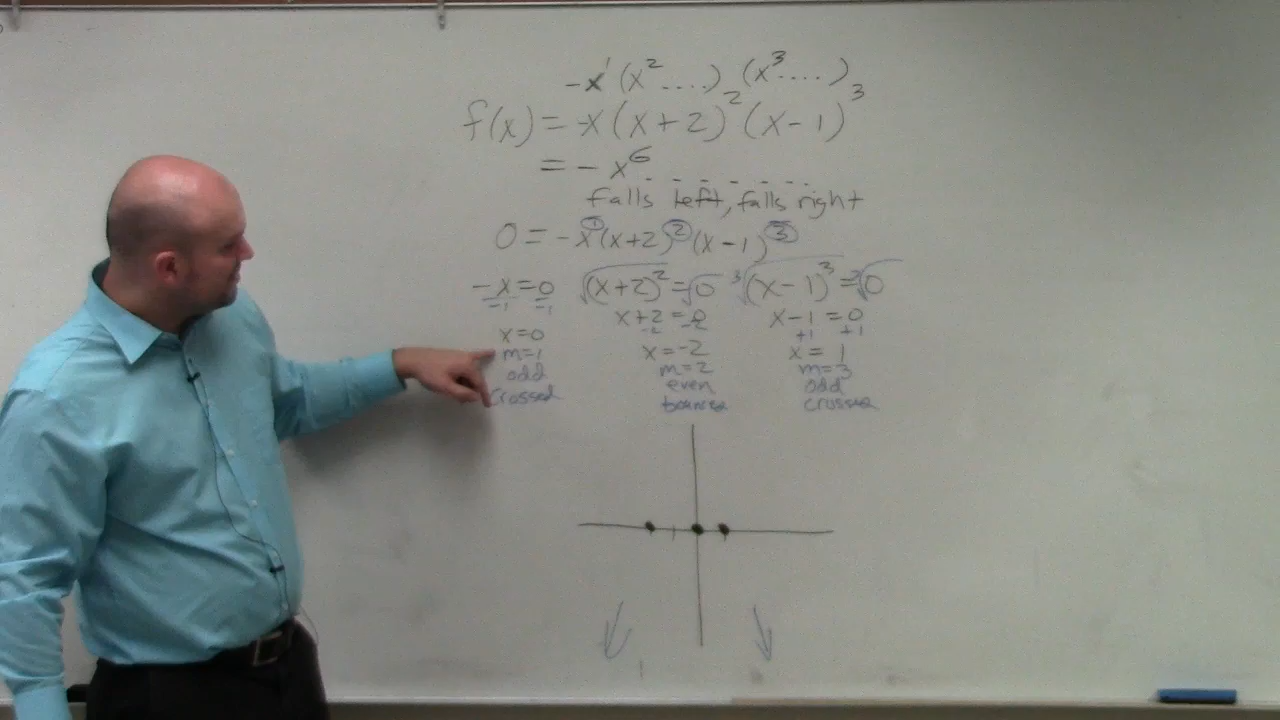 -x¹ (x²....) (x³....)
f(x) = -x(x+2)²(x-1)³
= -x⁶ - - - - - -
falls left, falls right
0 = -x¹(x+2)²(x-1)³
-x=0 √(x+2)²=√0 ³√(x-1)³=³√0
-1 -1 x+2=0 x-1=0
-2 -2 +1 +1
x=0 x=-2 x=1
m=1 m=2 m=3
odd even odd
crossed bounces crosses